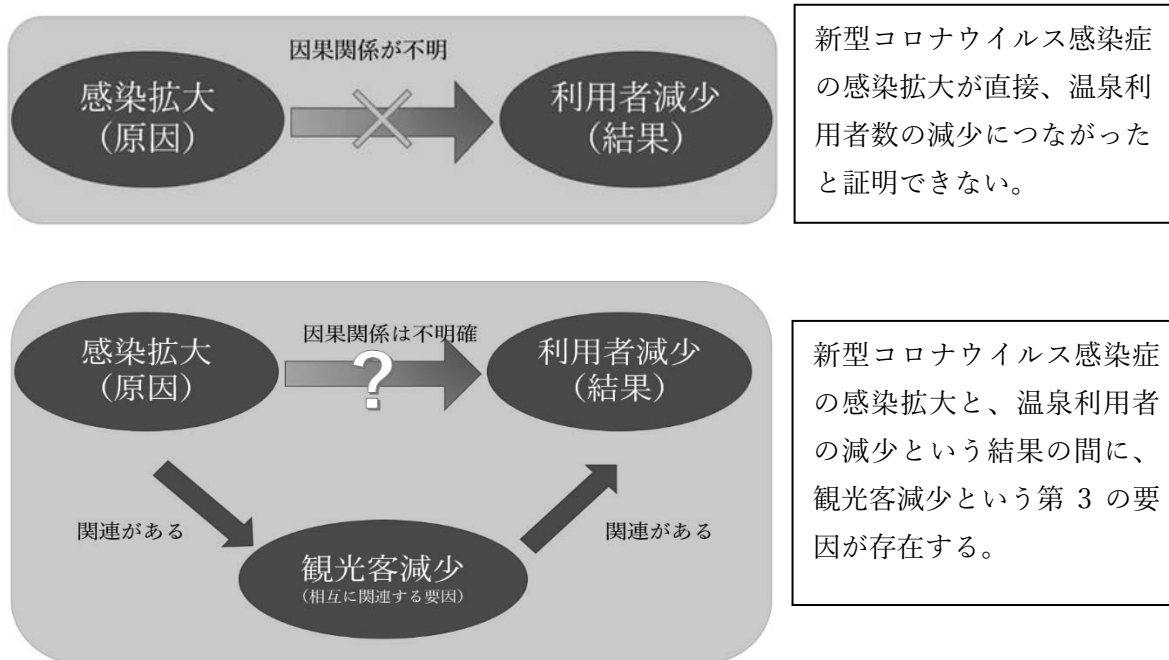 因果関係が不明
感染拡大
(原因)
利用者減少
(結果)
新型コロナウイルス感染症
の感染拡大が直接、温泉利
用者数の減少につながった
と証明できない。
因果関係は不明確
感染拡大
(原因)
?
利用者減少
(結果)
関連がある
関連がある
観光客減少
(相互に関連する要因)
新型コロナウイルス感染症
の感染拡大と、温泉利用者
の減少という結果の間に、
観光客減少という第 3 の要
因が存在する。